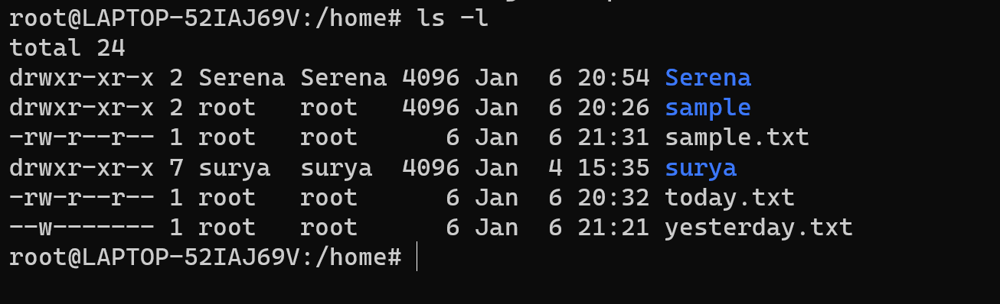 root@LAPTOP-52IAJ69V:/home# ls -l
total 24
drwxr-xr-x 2 Serena Serena 4096 Jan  6 20:54 Serena
drwxr-xr-x 2 root   root   4096 Jan  6 20:26 sample
-rw-r--r-- 1 root   root      6 Jan  6 21:31 sample.txt
drwxr-xr-x 7 surya  surya  4096 Jan  4 15:35 surya
-rw-r--r-- 1 root   root      6 Jan  6 20:32 today.txt
--w------- 1 root   root      6 Jan  6 21:21 yesterday.txt
root@LAPTOP-52IAJ69V:/home#